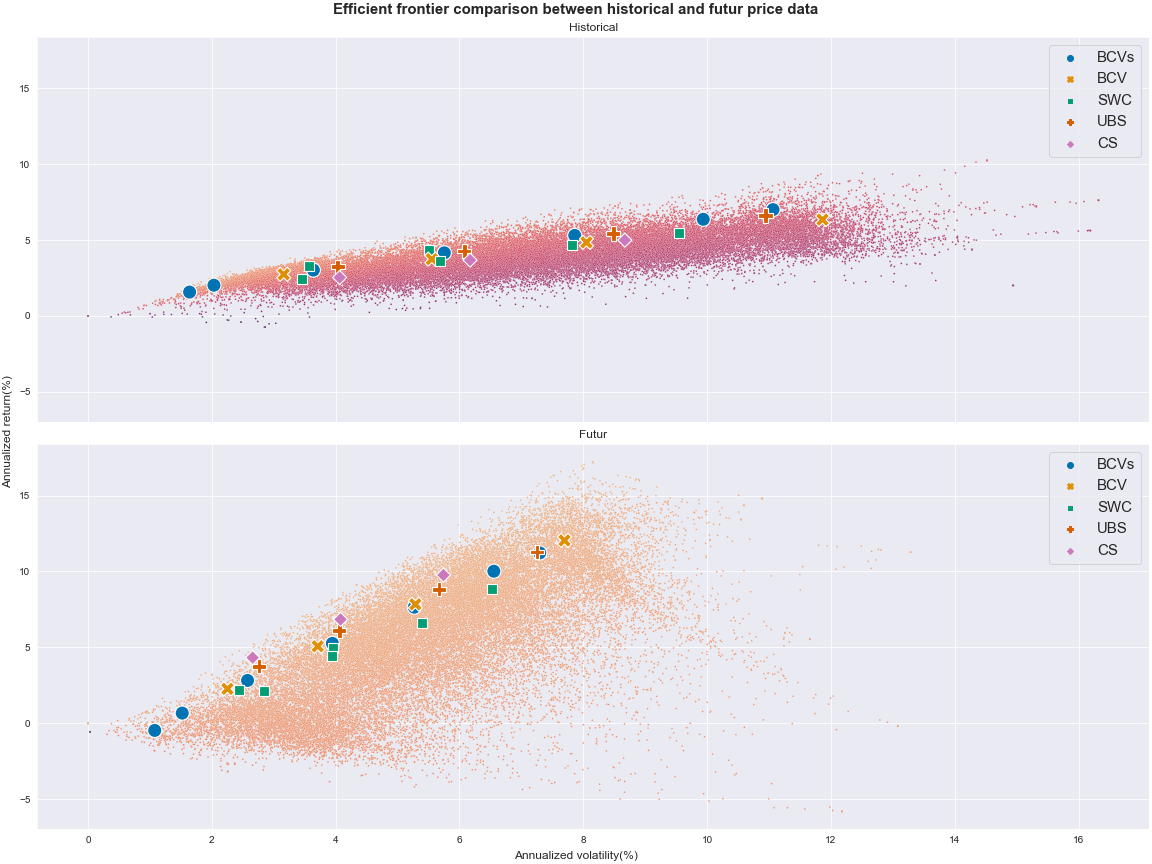 Efficient frontier comparison between historical and futur price data
Historical
BCVs
BCV
SWC
UBS
CS
15
10
5
0
−5
Annualized return(%)
Futur
BCVs
BCV
SWC
UBS
CS
15
10
5
0
−5
0 2 4 6 8 10 12 14 16
Annualized volatility(%)